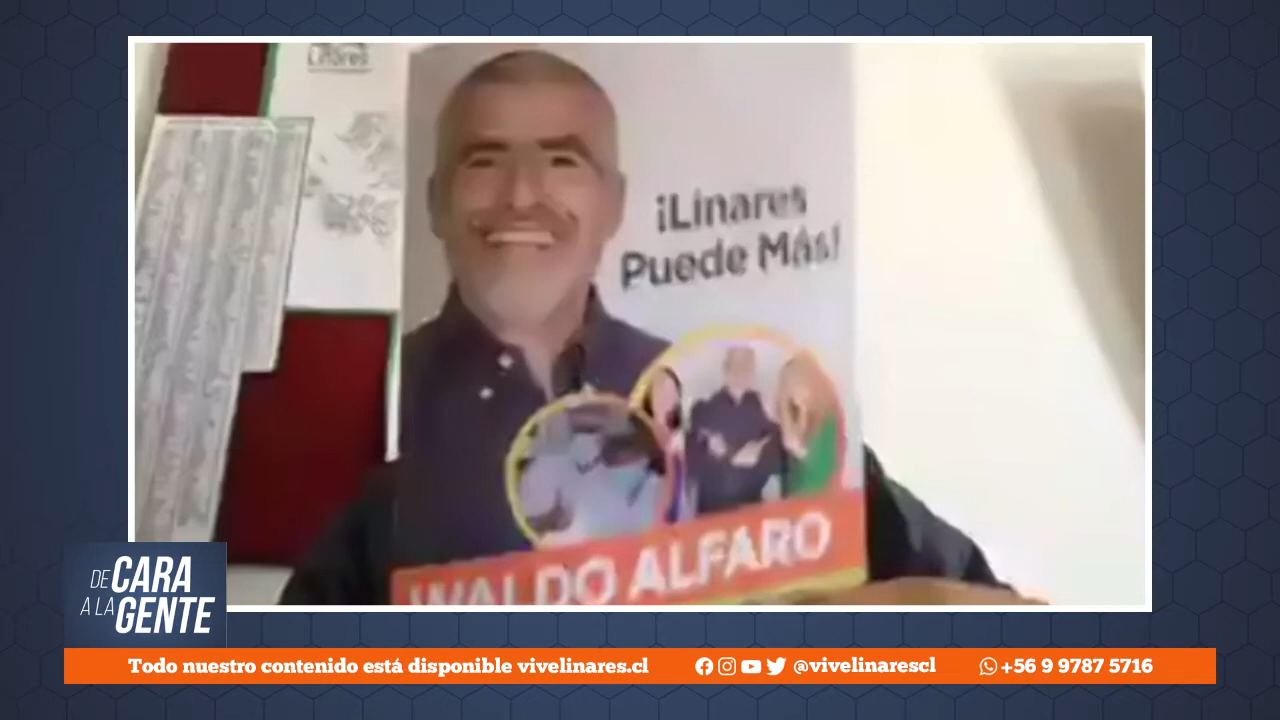 Linares
¡Linares
Puede Más!
WALDO ALFARO
DE CARA
A LA GENTE
Todo nuestro contenido está disponible vivelinares.cl
@vivelinarescl
+56 9 9787 5716